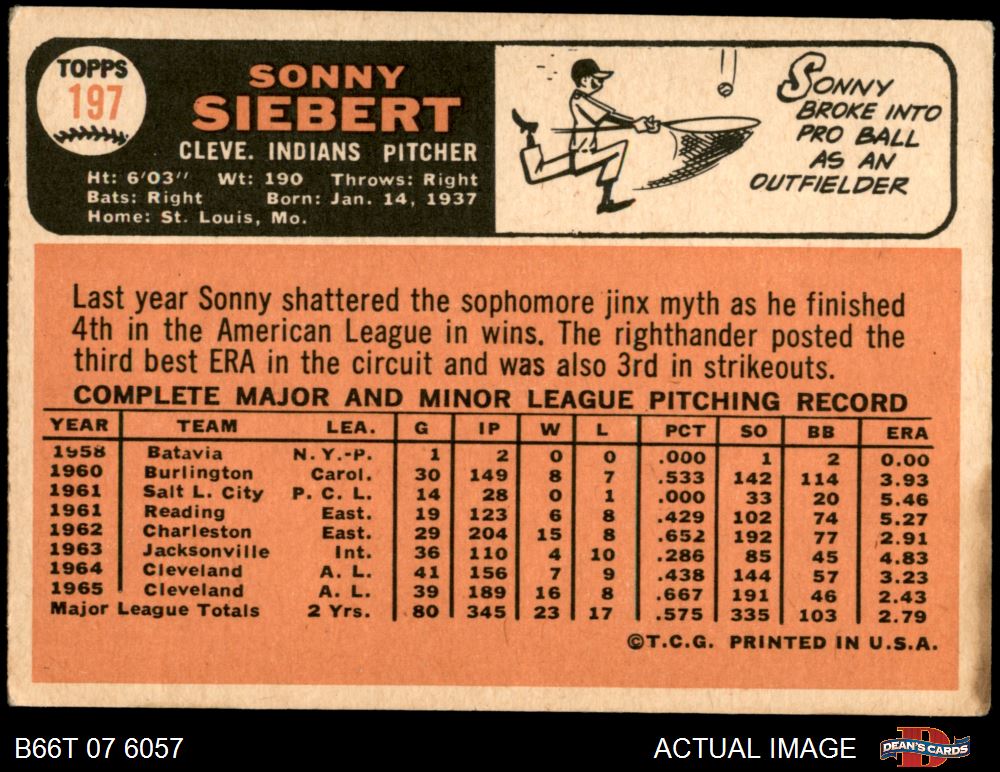 TOPPS
197
SONNY
SIEBERT
CLEVE. INDIANS PITCHER
Ht: 6'03" Wt: 190 Throws: Right
Bats: Right Born: Jan. 14, 1937
Home: St. Louis, Mo.
SONNY
BROKE INTO
PRO BALL
AS AN
OUTFIELDER
Last year Sonny shattered the sophomore jinx myth as he finished
4th in the American League in wins. The righthander posted the
third best ERA in the circuit and was also 3rd in strikeouts.
COMPLETE MAJOR AND MINOR LEAGUE PITCHING RECORD
YEAR TEAM LEA. G IP W L PCT SO BB ERA
1958 Batavia N.Y.-P. 1 2 0 0 .000 1 2 0.00
1960 Burlington Carol. 30 149 8 7 .533 142 114 3.93
1961 Salt L. City P. C. L. 14 28 0 1 .000 33 20 5.46
1961 Reading East. 19 123 6 8 .429 102 74 5.27
1962 Charleston East. 29 204 15 8 .652 192 77 2.91
1963 Jacksonville Int. 36 110 4 10 .286 85 45 4.83
1964 Cleveland A. L. 41 156 7 9 .438 144 57 3.23
1965 Cleveland A. L. 39 189 16 8 .667 191 46 2.43
Major League Totals 2 Yrs. 80 345 23 17 .575 335 103 2.79
©T.C.G. PRINTED IN U.S.A.
B66T 07 6057 ACTUAL IMAGE DEAN'S CARDS